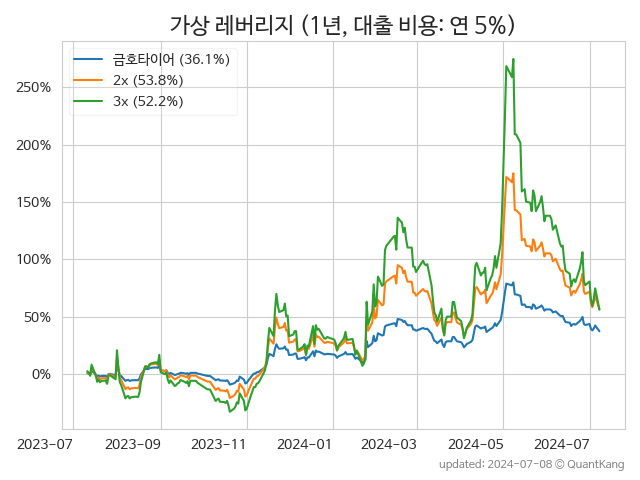 가상 레버리지 (1년, 대출 비용: 연 5%)
금호타이어 (36.1%)
2x (53.8%)
3x (52.2%)
250%
200%
150%
100%
50%
0%
2023-07 2023-09 2023-11 2024-01 2024-03 2024-05 2024-07
updated: 2024-07-08 © QuantKang